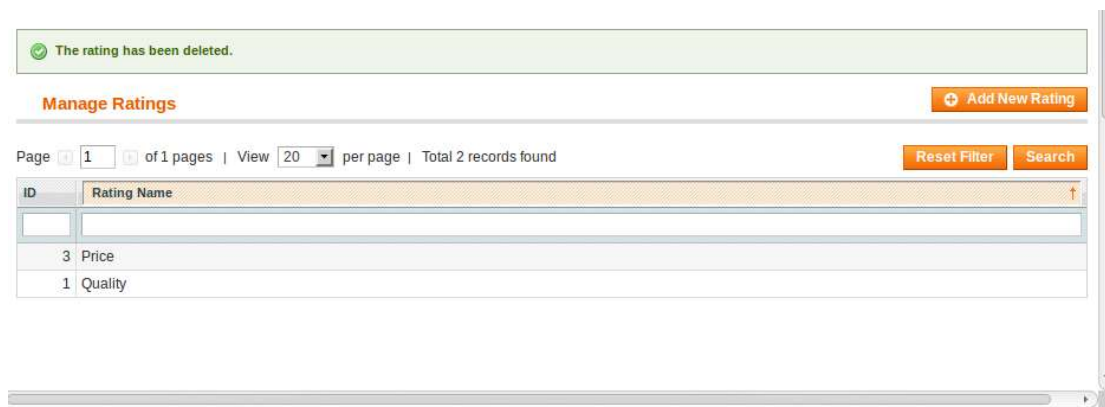 The rating has been deleted.
Manage Ratings
Add New Rating
Page 1 of 1 pages | View 20 per page | Total 2 records found
Reset Filter Search
ID Rating Name
3 Price
1 Quality